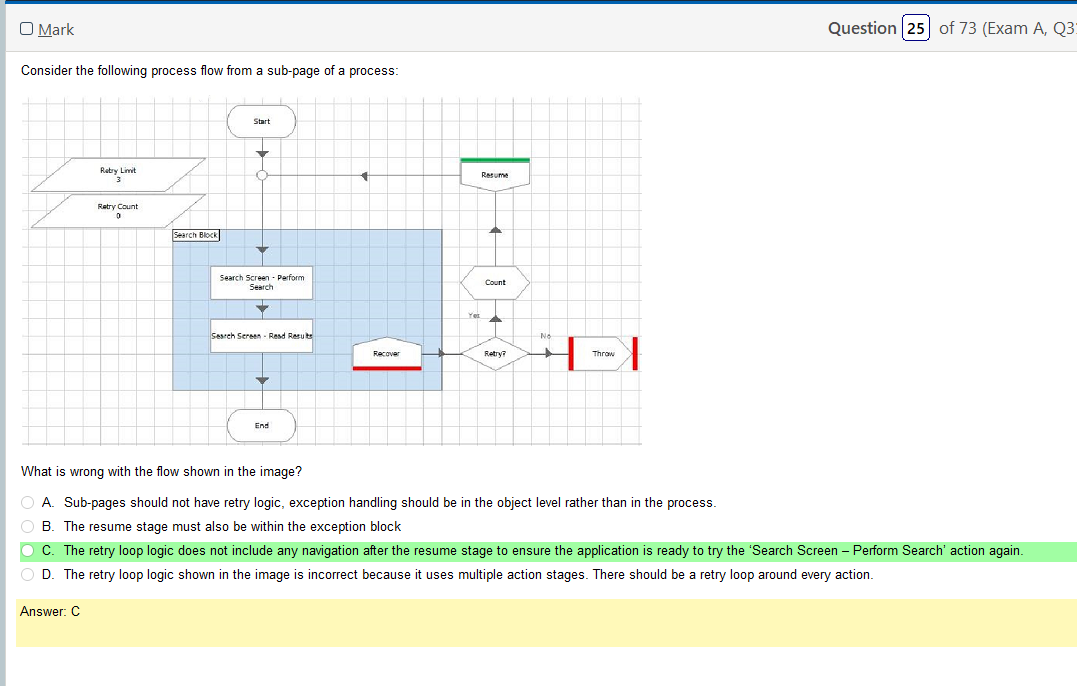 Mark
Question 25 of 73 (Exam A, Q3
Consider the following process flow from a sub-page of a process:
Start
Retry Limit
3
Resume
Retry Count
0
Search Block
Search Screen - Perform
Search
Count
Yes
Search Screen - Read Results
No
Recover
Retry?
Throw
End
What is wrong with the flow shown in the image?
A. Sub-pages should not have retry logic, exception handling should be in the object level rather than in the process.
B. The resume stage must also be within the exception block
C. The retry loop logic does not include any navigation after the resume stage to ensure the application is ready to try the 'Search Screen – Perform Search' action again.
D. The retry loop logic shown in the image is incorrect because it uses multiple action stages. There should be a retry loop around every action.
Answer: C